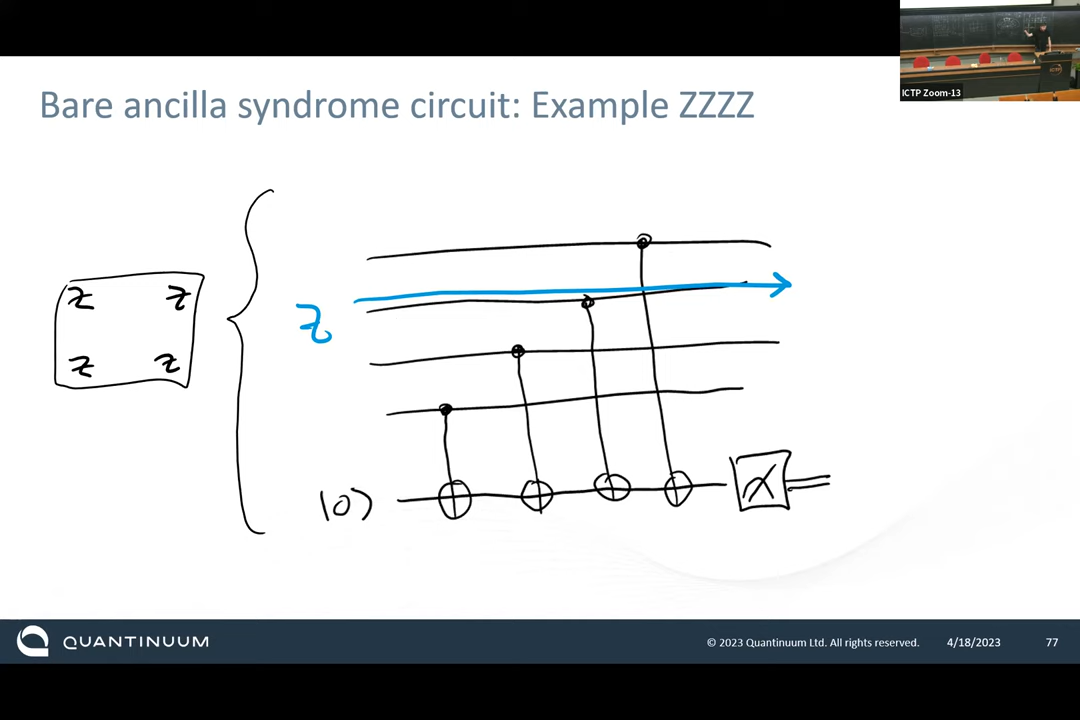 ICTP Zoom-13
Bare ancilla syndrome circuit: Example ZZZZ
Z Z
Z Z
Z
|0⟩
QUANTINUUM
© 2023 Quantinuum Ltd. All rights reserved. 4/18/2023 77